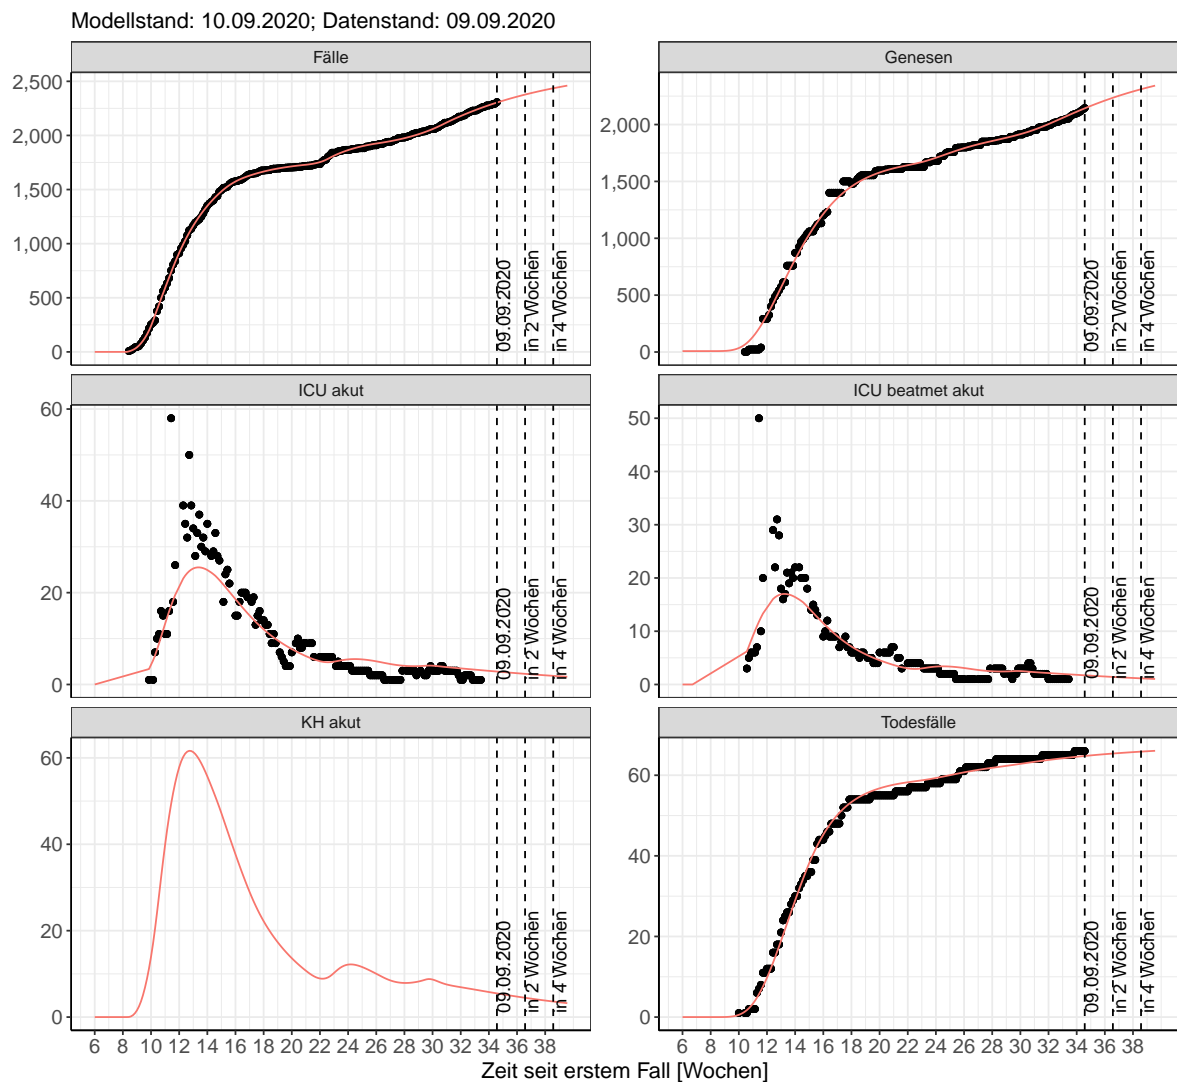 Modellstand: 10.09.2020; Datenstand: 09.09.2020
Fälle
Genesen
2,500
2,000
1,500
1,000
500
0
09.09.2020
in 2 Wochen
in 4 Wochen
2,000
1,500
1,000
500
0
09.09.2020
in 2 Wochen
in 4 Wochen
ICU akut
ICU beatmet akut
60
40
20
0
09.09.2020
in 2 Wochen
in 4 Wochen
50
40
30
20
10
0
09.09.2020
in 2 Wochen
in 4 Wochen
KH akut
Todesfälle
60
40
20
0
09.09.2020
in 2 Wochen
in 4 Wochen
60
40
20
0
09.09.2020
in 2 Wochen
in 4 Wochen
6 8 10 12 14 16 18 20 22 24 26 28 30 32 34 36 38
6 8 10 12 14 16 18 20 22 24 26 28 30 32 34 36 38
Zeit seit erstem Fall [Wochen]